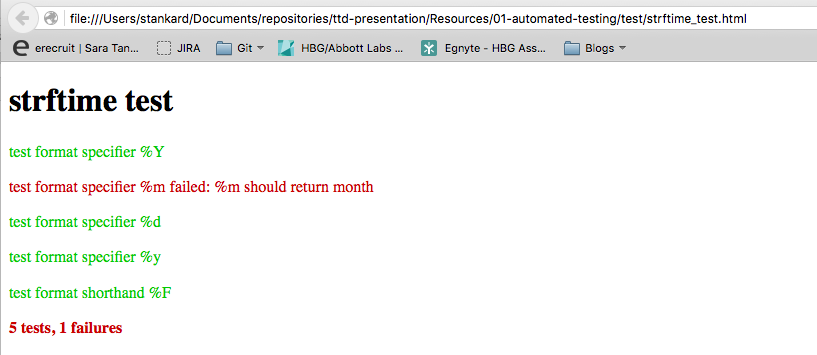 file:///Users/stankard/Documents/repositories/ttd-presentation/Resources/01-automated-testing/test/strftime_test.html
erecruit | Sara Tan... JIRA Git HBG/Abbott Labs ... Egnyte - HBG Ass... Blogs
strftime test
test format specifier %Y
test format specifier %m failed: %m should return month
test format specifier %d
test format specifier %y
test format shorthand %F
5 tests, 1 failures